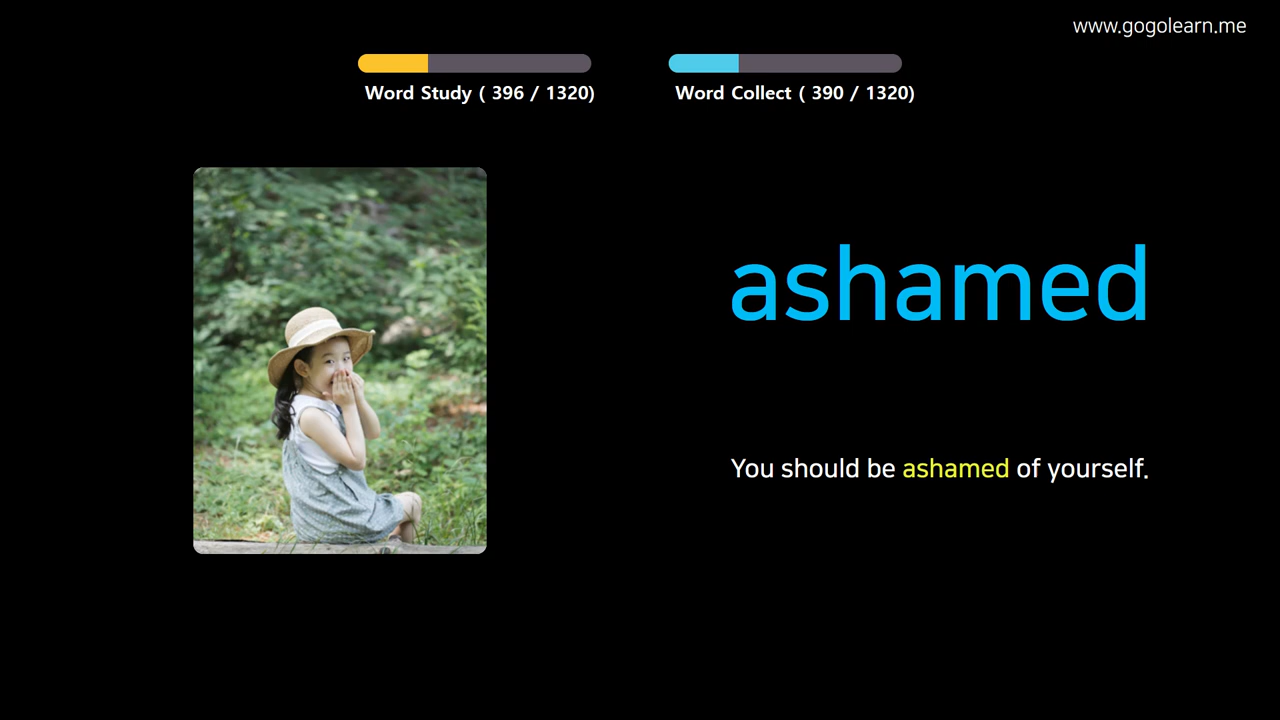 www.gogolearn.me
Word Study ( 396 / 1320)
Word Collect ( 390 / 1320)
ashamed
You should be ashamed of yourself.